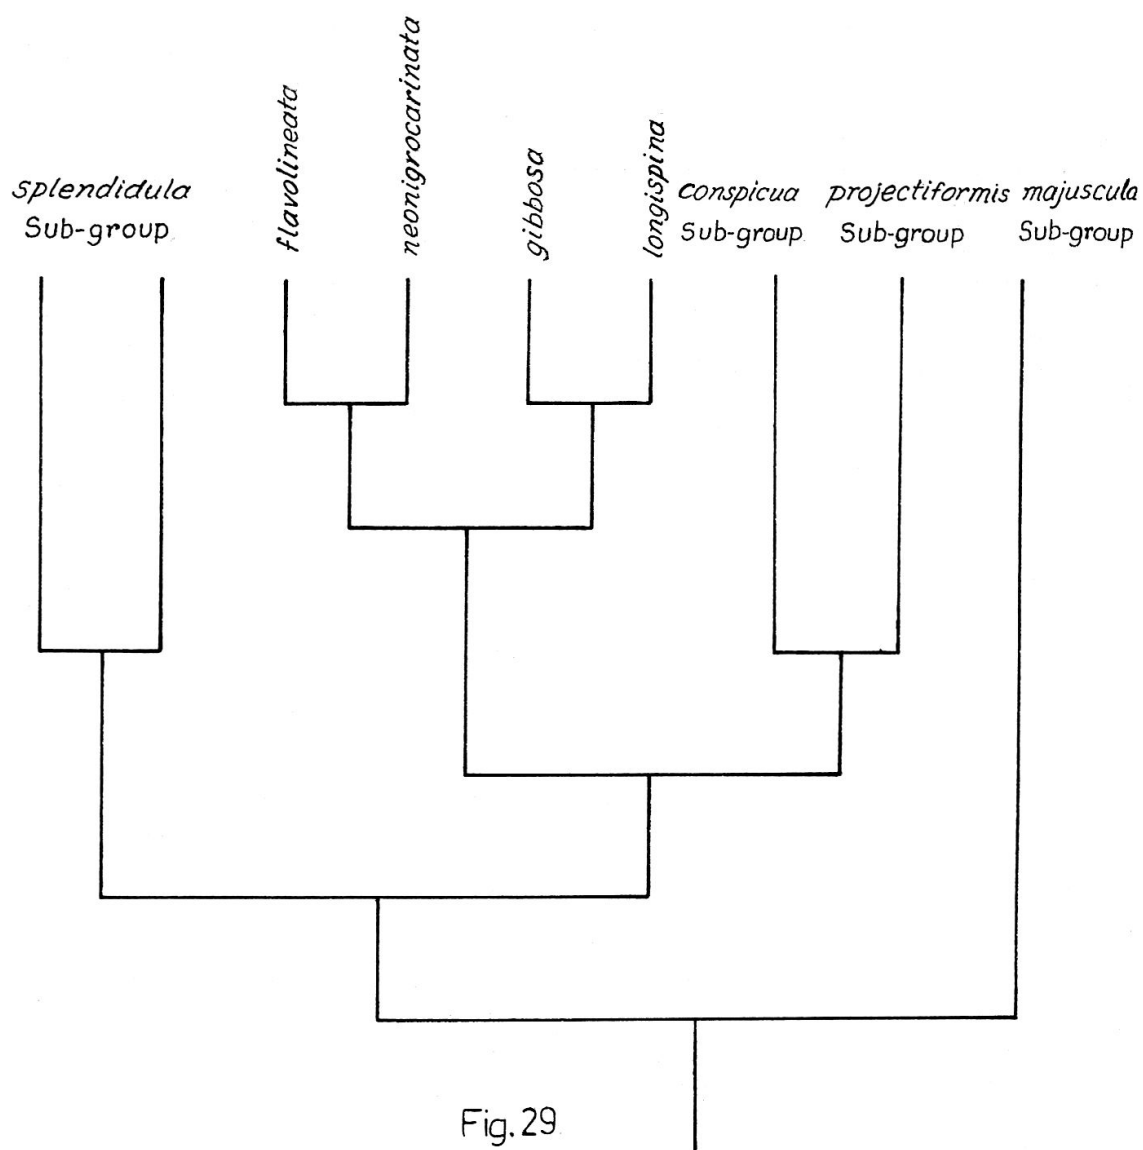 splendidula
Sub-group
flavolineata
neonigrocarinata
gibbosa
longispina
conspicua
Sub-group
projectiformis
Sub-group
majuscula
Sub-group
Fig. 29